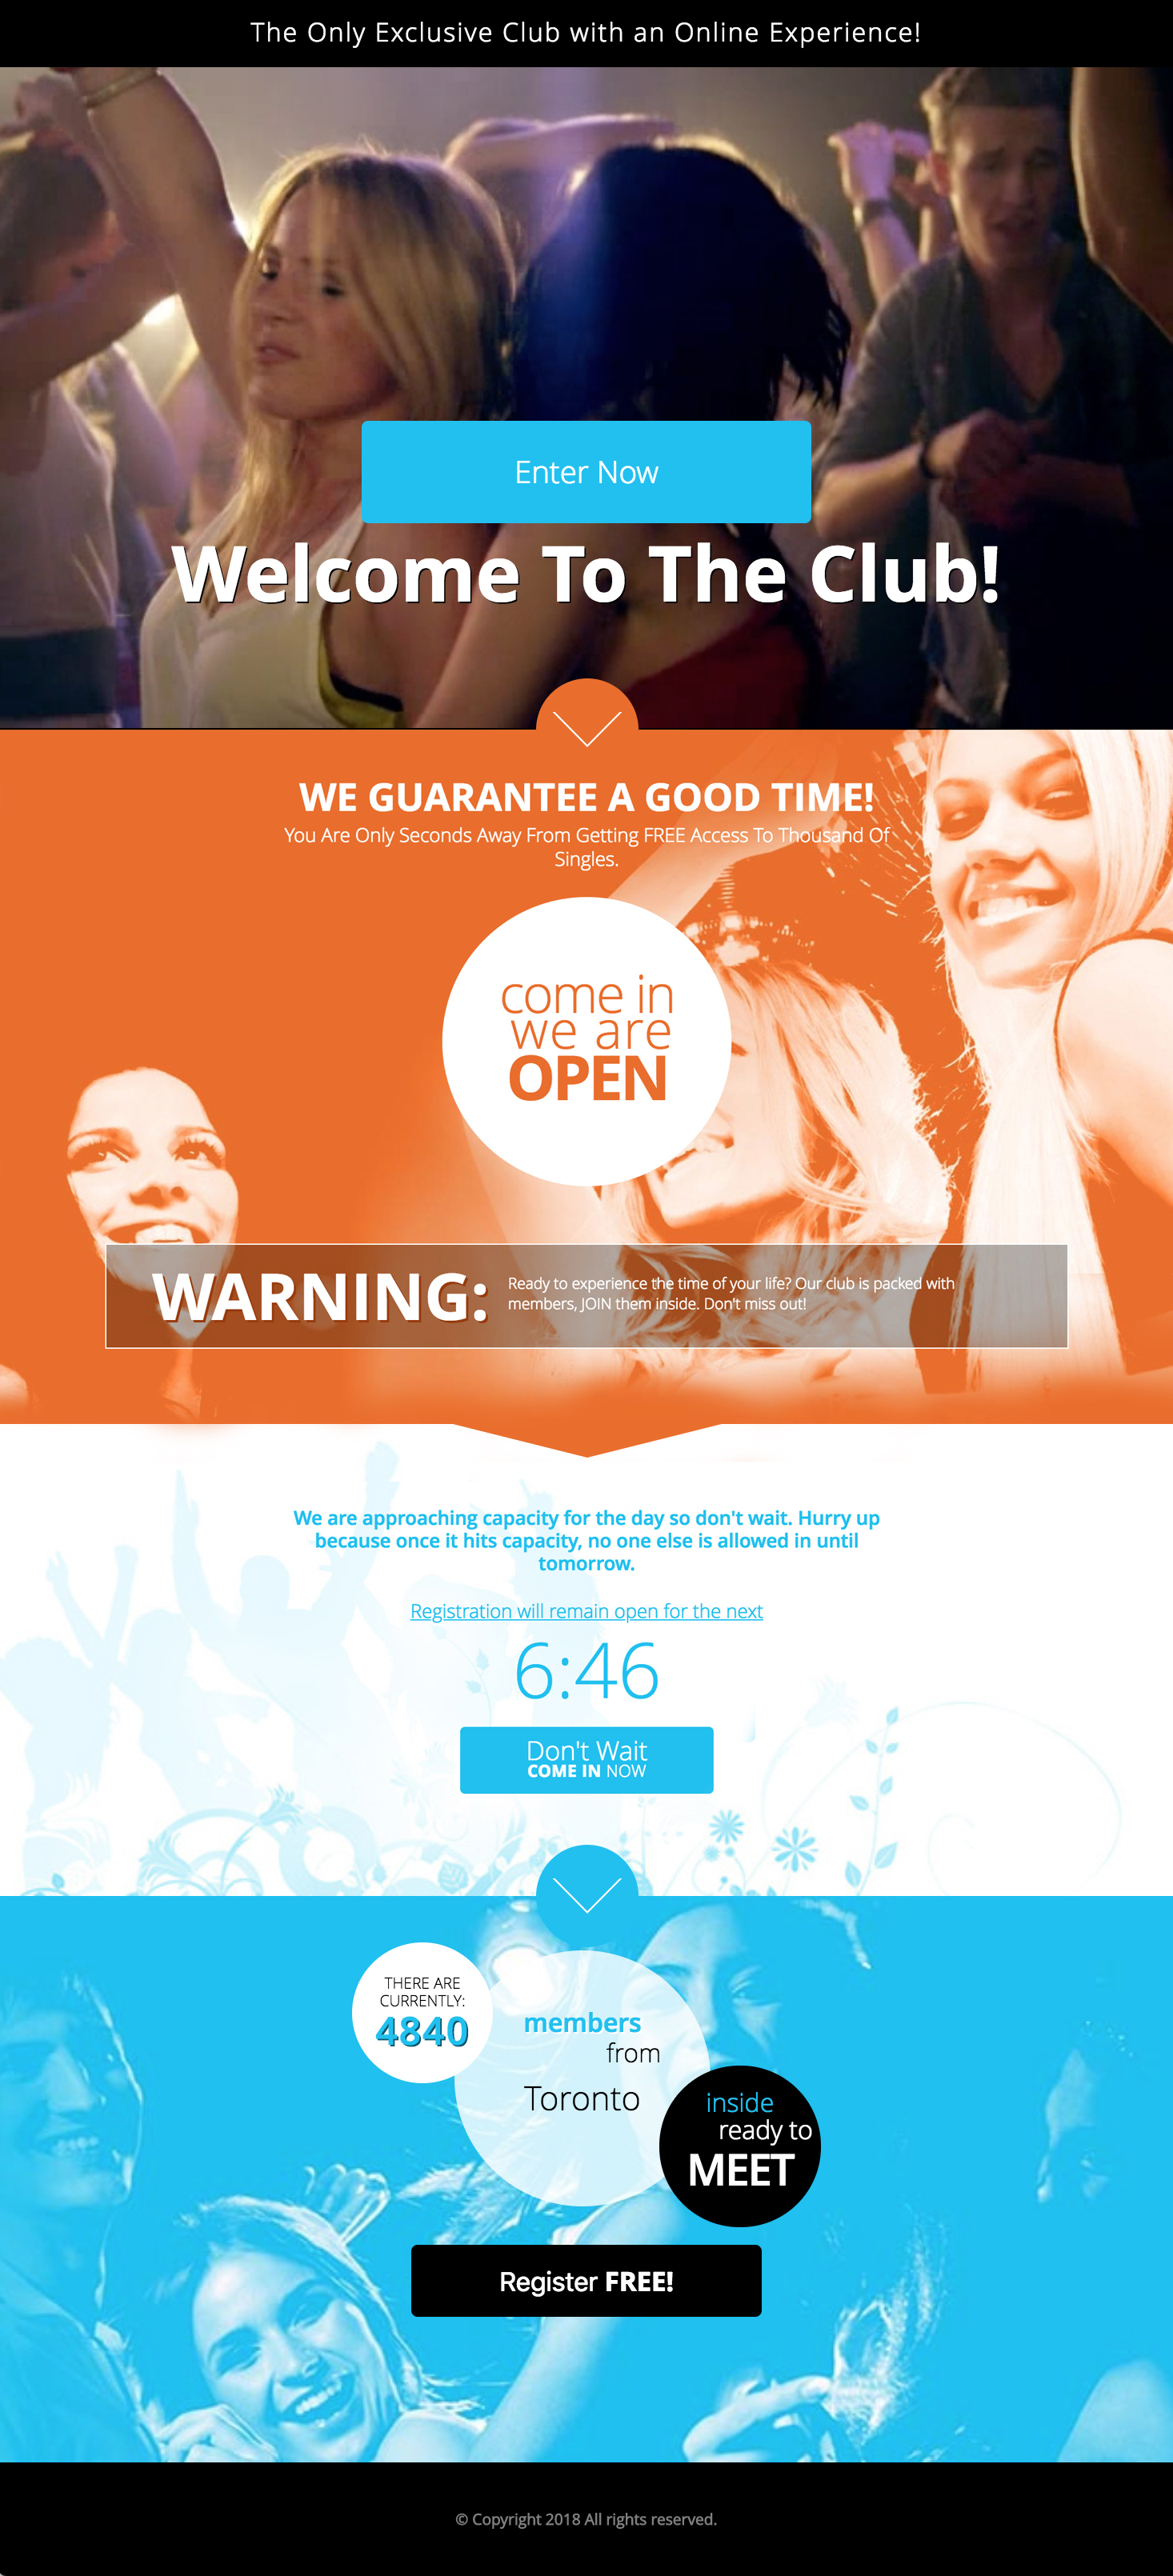 The Only Exclusive Club with an Online Experience!
Enter Now
Welcome To The Club!
WE GUARANTEE A GOOD TIME!
You Are Only Seconds Away From Getting FREE Access To Thousand Of
Singles.
come in
we are
OPEN
WARNING:
Ready to experience the time of your life? Our club is packed with
members, JOIN them inside. Don't miss out!
We are approaching capacity for the day so don't wait. Hurry up
because once it hits capacity, no one else is allowed in until
tomorrow.
Registration will remain open for the next
6:46
Don't Wait
COME IN NOW
THERE ARE
CURRENTLY:
4840
members
from
Toronto
inside
ready to
MEET
Register FREE!
© Copyright 2018 All rights reserved.